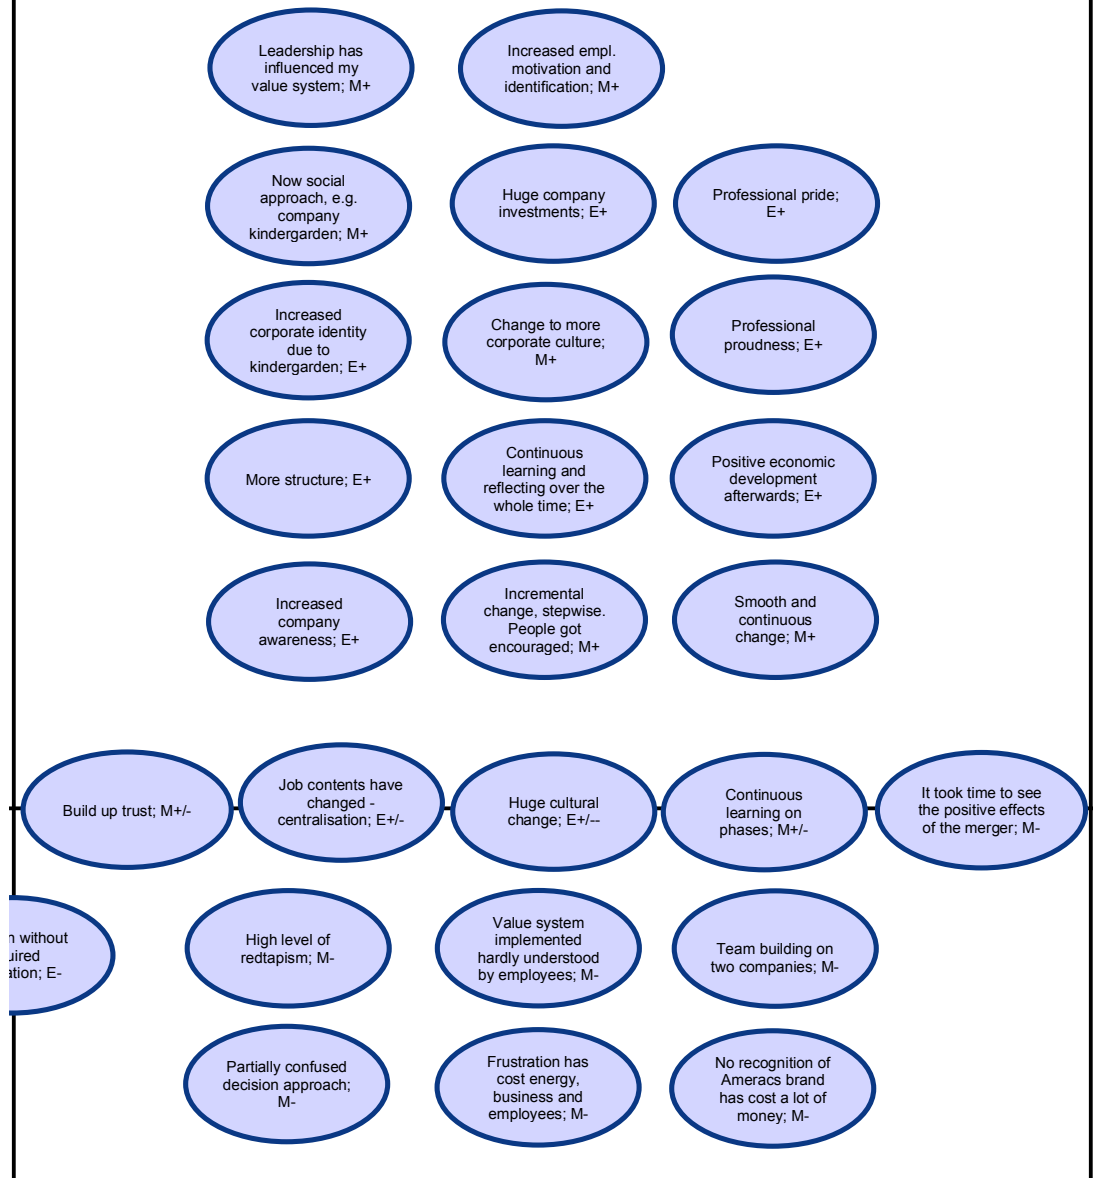 Leadership has
influenced my
value system; M+
Increased empl.
motivation and
identification; M+
Now social
approach, e.g.
company
kindergarden; M+
Huge company
investments; E+
Professional pride;
E+
Increased
corporate identity
due to
kindergarden; E+
Change to more
corporate culture;
M+
Professional
proudness; E+
More structure; E+
Continuous
learning and
reflecting over the
whole time; E+
Positive economic
development
afterwards; E+
Increased
company
awareness; E+
Incremental
change, stepwise.
People got
encouraged; M+
Smooth and
continuous
change; M+
Build up trust; M+/-
Job contents have
changed -
centralisation; E+/-
Huge cultural
change; E+/--
Continuous
learning on
phases; M+/-
It took time to see
the positive effects
of the merger; M-
n without
uired
ation; E-
High level of
redtapism; M-
Value system
implemented
hardly understood
by employees; M-
Team building on
two companies; M-
Partially confused
decision approach;
M-
Frustration has
cost energy,
business and
employees; M-
No recognition of
Ameracs brand
has cost a lot of
money; M-